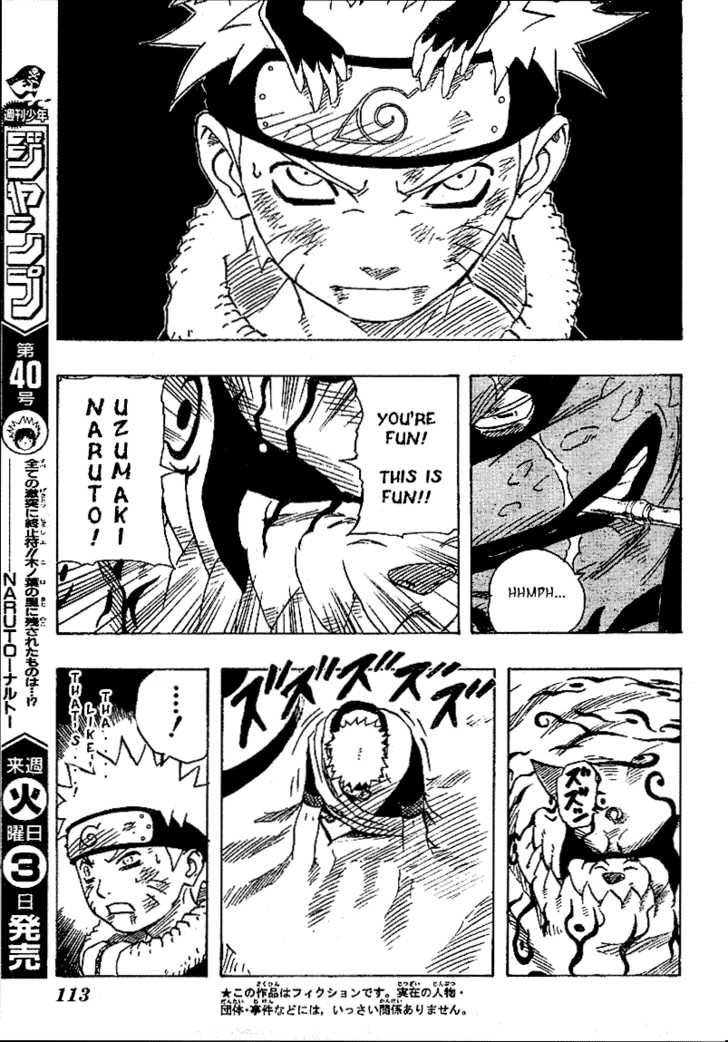 HHMPH...
YOU'RE
FUN!
THIS IS
FUN!!
UZUMAKI
NARUTO!
ズズン
ズズズ
ズズズ
....!
THA..
LIKE..
THAT'S
週刊少年
ジャンプ
第
40
号
全ての激突に終止符!!木ノ葉の里に残されたものは…!?
NARUTO―ナルト―
来週
火
曜日
3
日
発売
113
★この作品はフィクションです。実在の人物・
団体・事件などには、いっさい関係ありません。